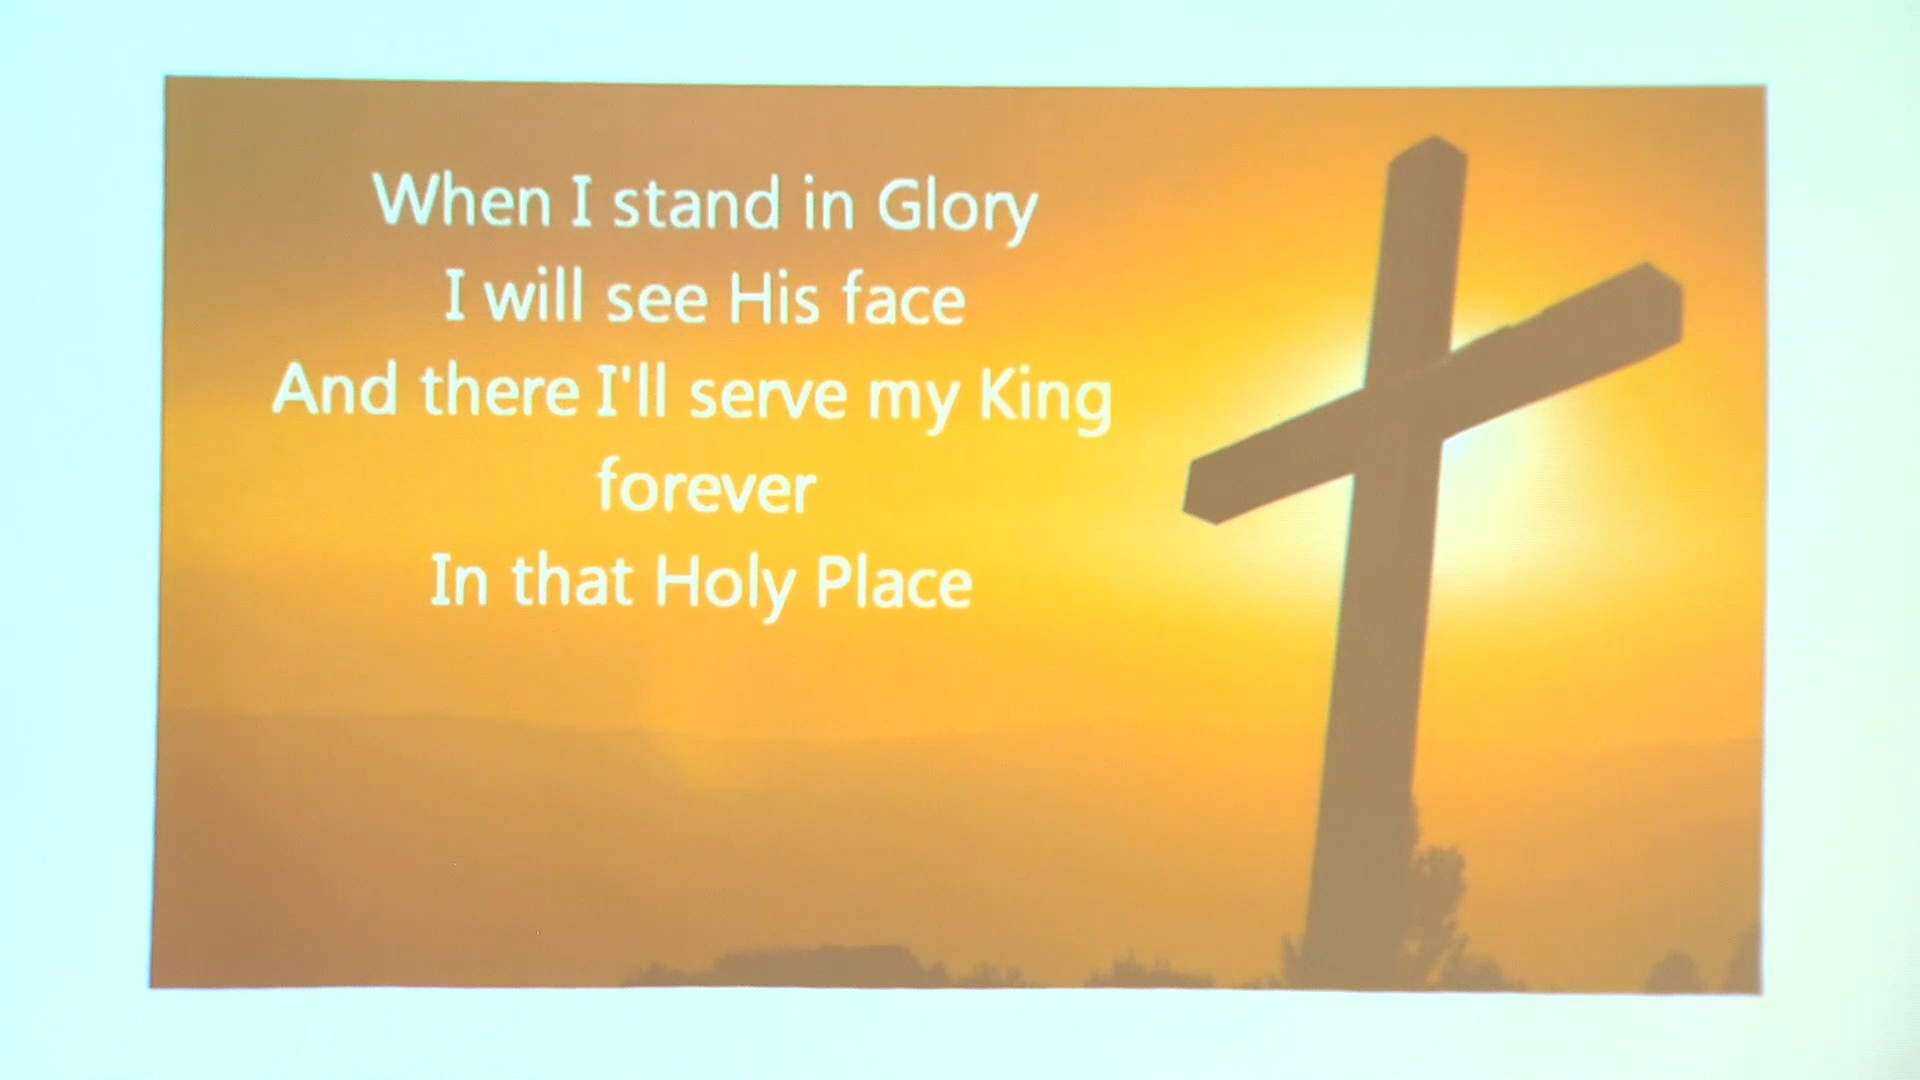 When I stand in Glory
I will see His face
And there I'll serve my King
forever
In that Holy Place